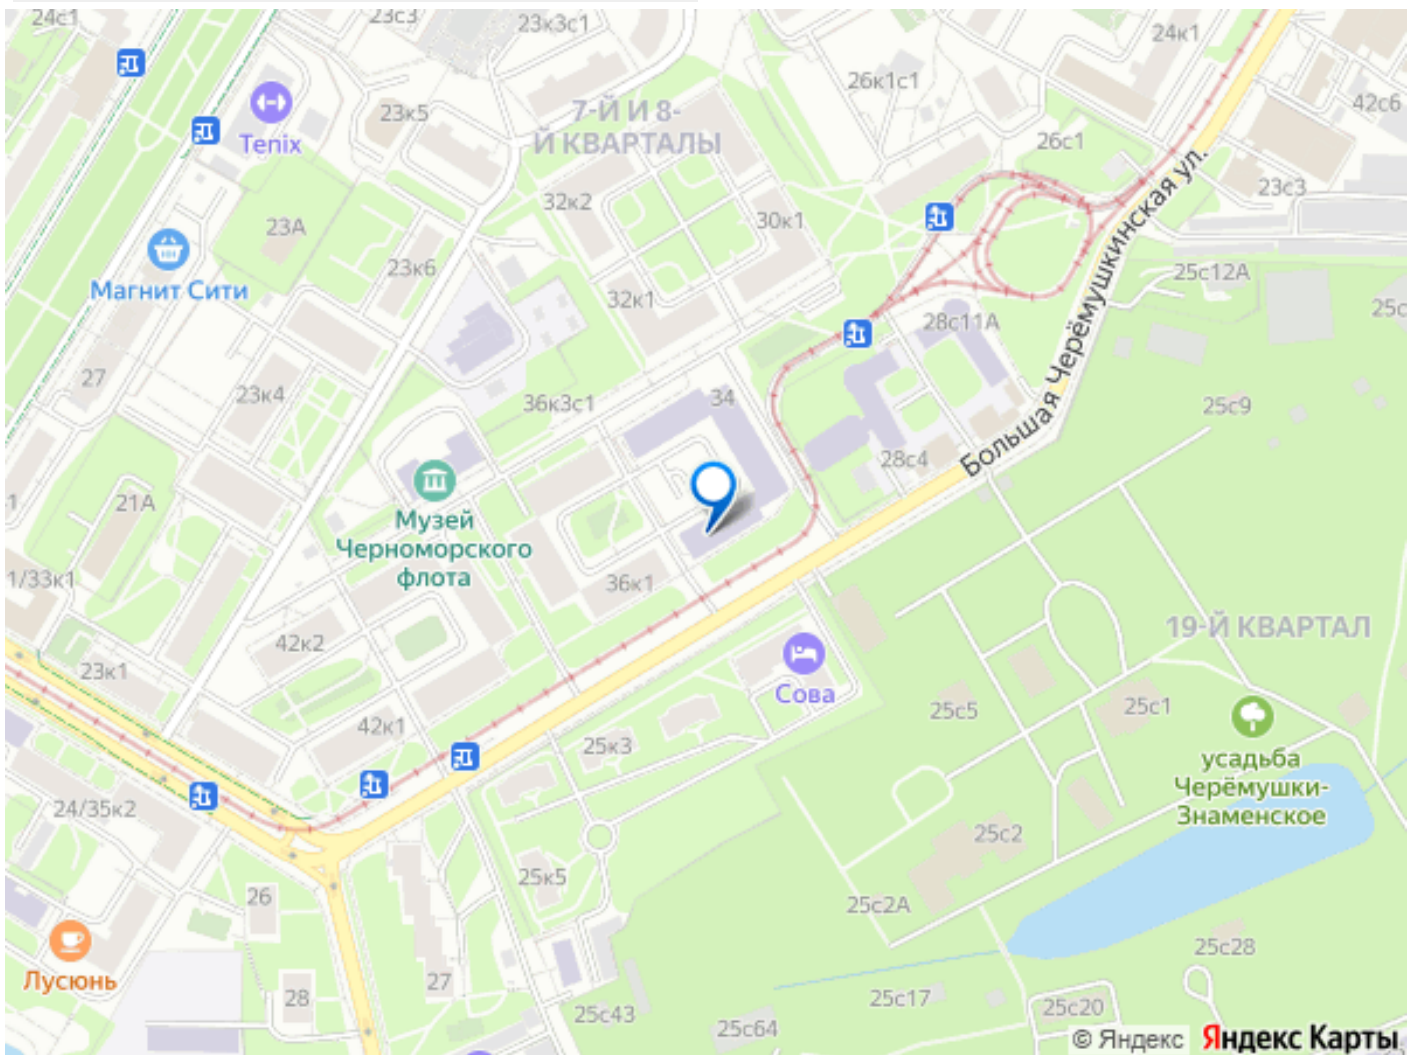 24с1
23с3
23к3с1
24к1
26к1с1
42с6
Tenix
23к5
7-Й И 8-
Й КВАРТАЛЫ
26с1
23с3
32к2
30к1
23А
23к6
Магнит Сити
32к1
25с12А
25с
28с11А
Большая Черёмушкинская ул.
27
23к4
36к3с1
34
25с9
28с4
1
21А
Музей
Черноморского
флота
1/33к1
36к1
19-Й КВАРТАЛ
42к2
23к1
Сова
25с5
25с1
42к1
25к3
усадьба
Черёмушки-
Знаменское
24/35к2
25с2
26
25к5
25с2А
25с28
Лусюнь
27
28
25с43
25с64
25с17
25с20
© Яндекс Яндекс Карты